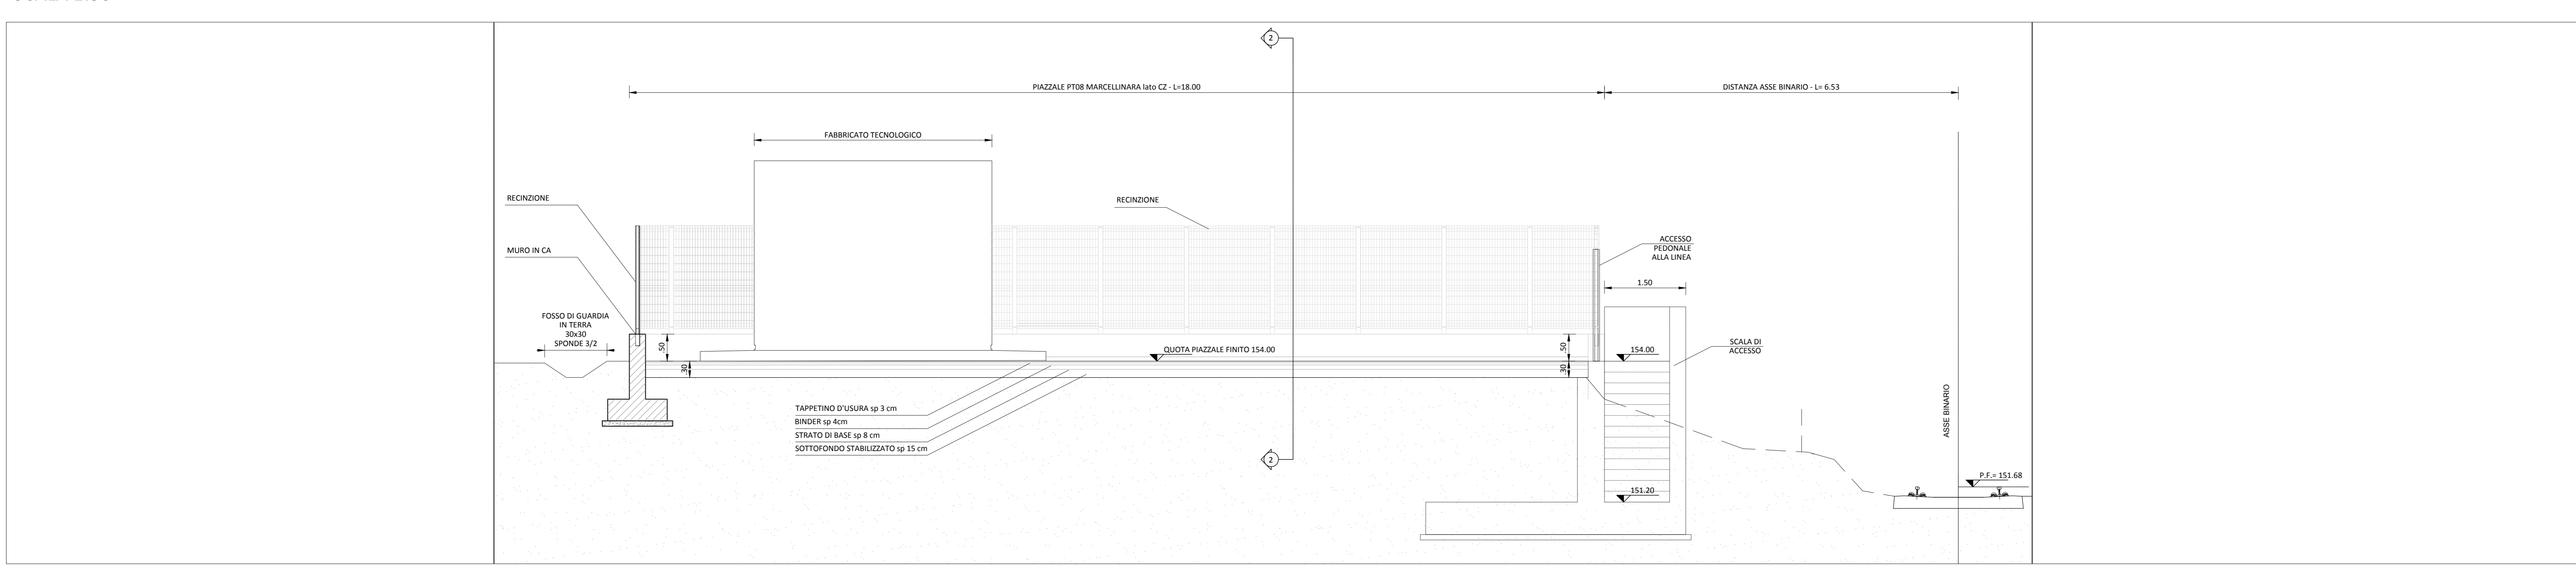 2
PIAZZALE PT08 MARCELLINARA lato CZ - L=18.00
DISTANZA ASSE BINARIO - L= 6.53
FABBRICATO TECNOLOGICO
RECINZIONE
RECINZIONE
MURO IN CA
ACCESSO
PEDONALE
ALLA LINEA
1.50
FOSSO DI GUARDIA
IN TERRA
30x30
SPONDE 3/2
.50
.30
QUOTA PIAZZALE FINITO 154.00
.50
.30
154.00
SCALA DI
ACCESSO
TAPPETINO D'USURA sp 3 cm
BINDER sp 4cm
STRATO DI BASE sp 8 cm
SOTTOFONDO STABILIZZATO sp 15 cm
ASSE BINARIO
2
P.F.= 151.68
151.20